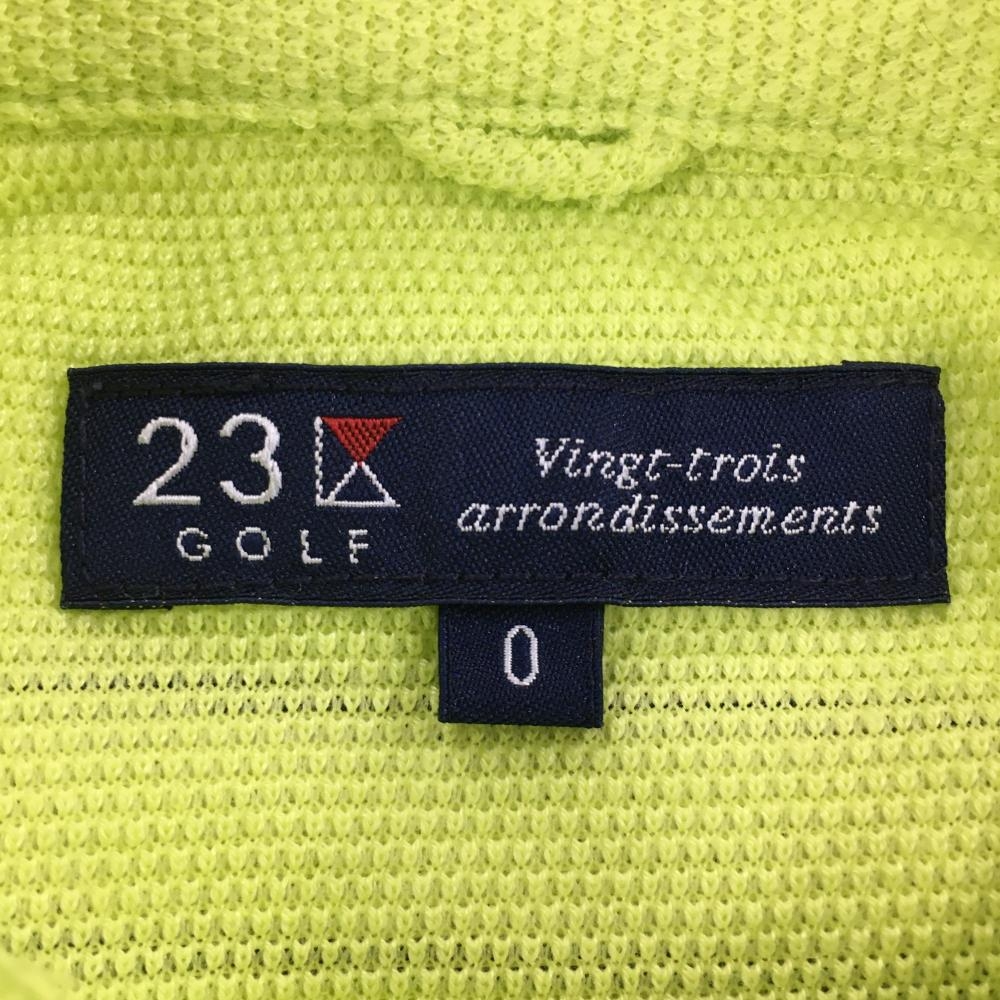 23
GOLF
Vingt-trois
arrondissements
0